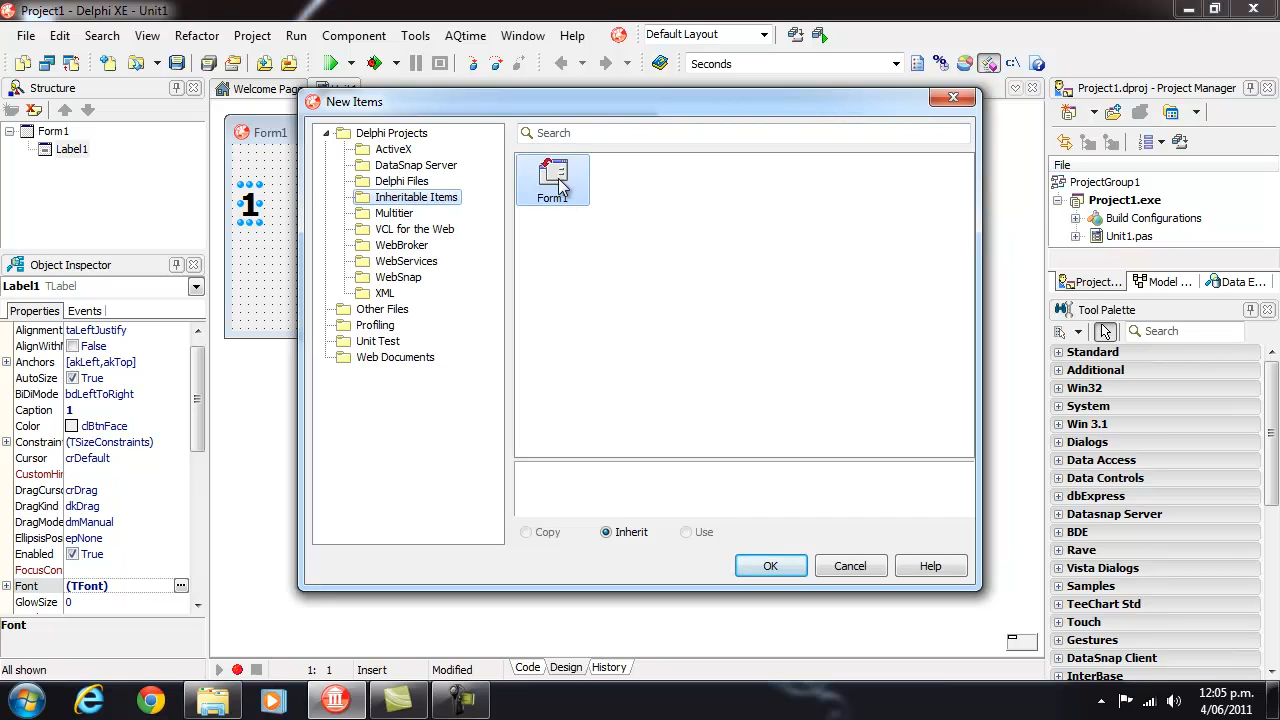 Project1 - Delphi XE - Unit1
File Edit Search View Refactor Project Run Component Tools AQtime Window Help Default Layout
Seconds
Structure
Form1
Label1
Welcome Page
Form1
1
Object Inspector
Label1 TLabel
Properties Events
Alignment taLeftJustify
AlignWithM False
Anchors [akLeft,akTop]
AutoSize True
BiDiMode bdLeftToRight
Caption 1
Color clBtnFace
Constraint (TSizeConstraints)
Cursor crDefault
CustomHin
DragCurso crDrag
DragKind dkDrag
DragMode dmManual
EllipsisPos epNone
Enabled True
FocusCon
Font (TFont)
GlowSize 0
Font
All shown
New Items
Delphi Projects
ActiveX
DataSnap Server
Delphi Files
Inheritable Items
Multitier
VCL for the Web
WebBroker
WebServices
WebSnap
XML
Other Files
Profiling
Unit Test
Web Documents
Search
Form1
Copy Inherit Use
OK Cancel Help
1: 1 Insert Modified Code Design History
Project1.dproj - Project Manager
File
ProjectGroup1
Project1.exe
Build Configurations
Unit1.pas
Project... Model ... Data E...
Tool Palette
Search
Standard
Additional
Win32
System
Win 3.1
Dialogs
Data Access
Data Controls
dbExpress
Datasnap Server
BDE
Rave
Vista Dialogs
Samples
TeeChart Std
Touch
Gestures
DataSnap Client
InterBase
12:05 p.m.
4/06/2011